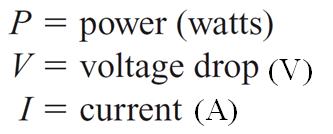 P = power (watts)
V = voltage drop (V)
I = current (A)